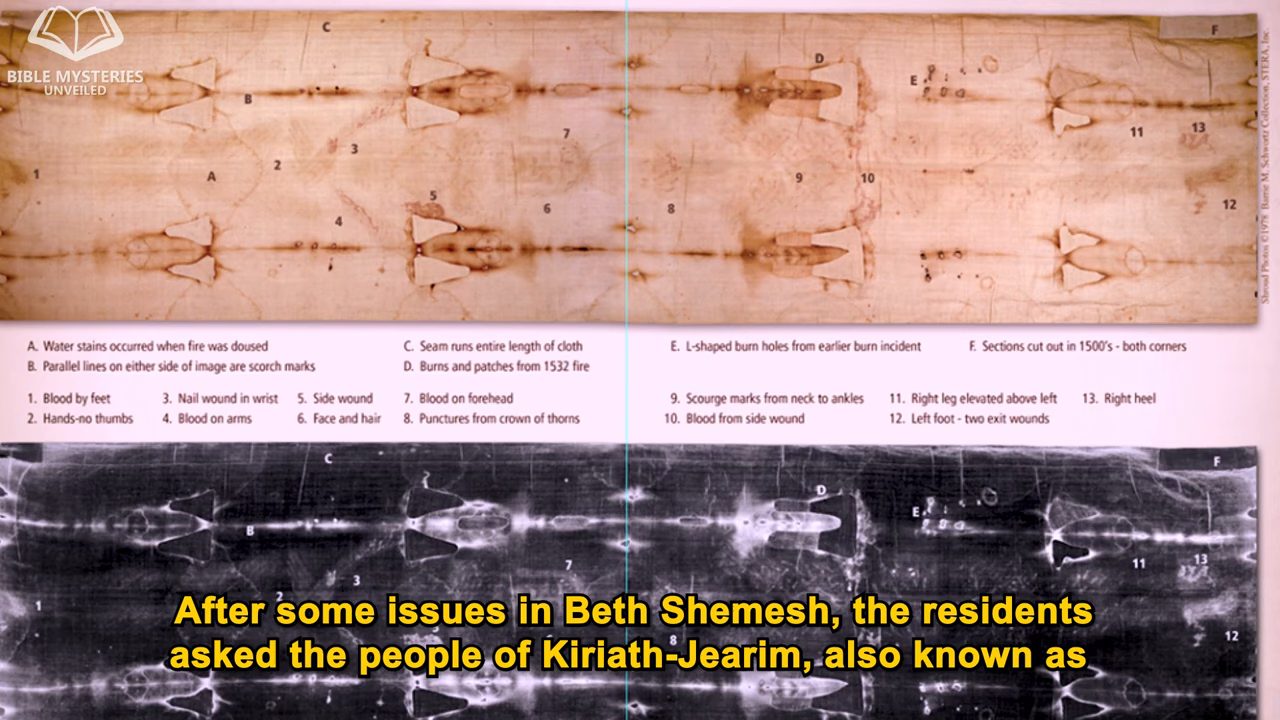 BIBLE MYSTERIES
UNVEILED
C
F
D
E
B
7
11
13
3
2
1
A
9
10
5
4
6
8
12
Shroud Photos ©1978 Barrie M. Schwortz Collection, STERA, Inc.
A. Water stains occurred when fire was doused
B. Parallel lines on either side of image are scorch marks
C. Seam runs entire length of cloth
D. Burns and patches from 1532 fire
E. L-shaped burn holes from earlier burn incident
F. Sections cut out in 1500's - both corners
1. Blood by feet
2. Hands-no thumbs
3. Nail wound in wrist
4. Blood on arms
5. Side wound
6. Face and hair
7. Blood on forehead
8. Punctures from crown of thorns
9. Scourge marks from neck to ankles
10. Blood from side wound
11. Right leg elevated above left
12. Left foot - two exit wounds
13. Right heel
C
F
D
E
B
7
11
13
3
2
1
8
12
After some issues in Beth Shemesh, the residents
asked the people of Kiriath-Jearim, also known as